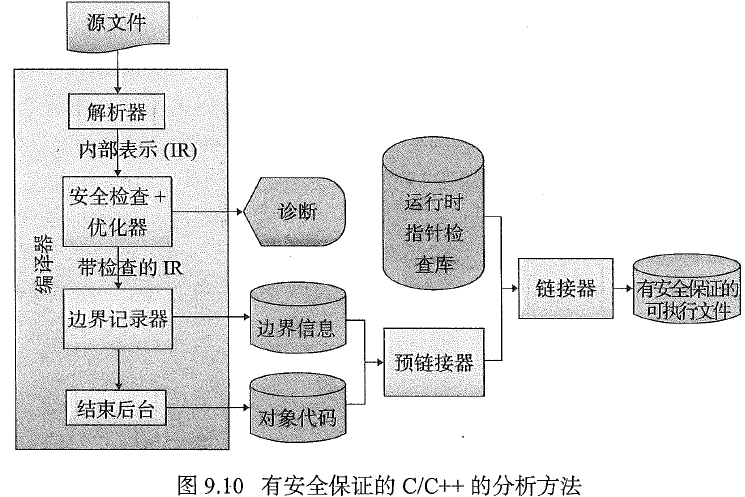 源文件
解析器
内部表示 (IR)
安全检查 +
优化器
诊断
运行时
指针检
查库
编译器
带检查的 IR
边界记录器
边界信息
预链接器
链接器
有安全保证的
可执行文件
结束后台
对象代码
图 9.10 有安全保证的 C/C++ 的分析方法